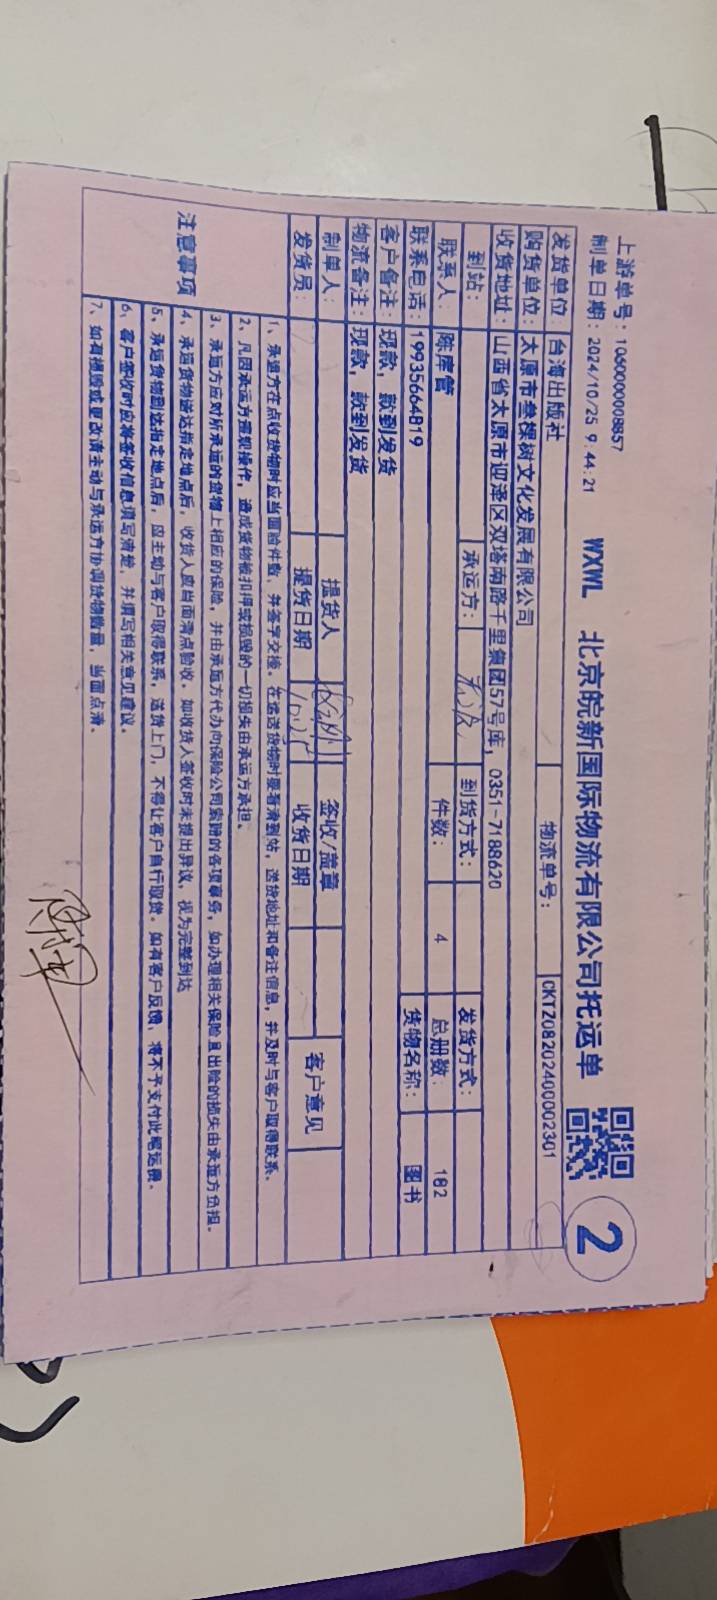 上游单号：1030000008857
制单日期：2024/10/25 9:44:21
WXWL 北京皖新国际物流有限公司托运单
2
发货单位：台海出版社 物流单号： CKTZ08202400002301
购货单位：太原市叁棵树文化发展有限公司
收货地址：山西省太原市迎泽区双塔南路千里集团57号库，0351-7188620
到站： 承运方： 到货方式： 发货方式：
联系人 陈库管 件数： 4 总册数： 182
联系电话：19935664819 货物名称： 图书
客户备注：现款，款到发货
物流备注：现款，款到发货
制单人： 提货人 签收/盖章 客户意见
发货员： 提货日期 收货日期
注意事项
1、承运方在点收货物时应当面验件数，并签字交接。在运送货物时要看清到站，送货地址和备注信息，并及时与客户取得联系。
2、凡因承运方违规操作，造成货物被扣押或损毁的一切损失由承运方承担。
3、承运方应对所承运的货物上相应的保险，并由承运方代办向保险公司索赔的各项事务，如办理相关保险且出险的损失由承运方负担。
4、承运货物送达指定地点后，收货人应当面清点验收，如收货人签收时未提出异议，视为完整到达
5、承运货物到达指定地点后，应主动与客户取得联系，送货上门，不得让客户自行取货。如有客户反馈，将不予支付此笔运费。
6、客户签收时应将签收信息填写清楚，并填写相关意见建议。
7、如有残损或更改请主动与承运方协调货物数量，当面点清。